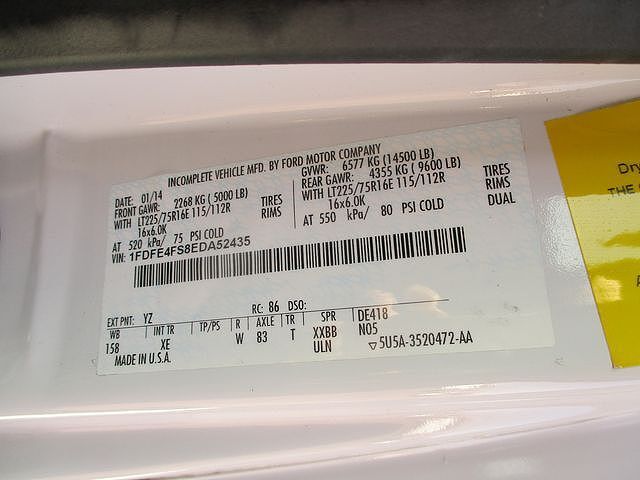 INCOMPLETE VEHICLE MFD. BY FORD MOTOR COMPANY
DATE: 01/14 GVWR: 6577 KG (14500 LB)
FRONT GAWR: 2268 KG (5000 LB) REAR GAWR: 4355 KG (9600 LB)
WITH LT225/75R16E 115/112R TIRES WITH LT225/75R16E 115/112R TIRES
16x6.0K RIMS 16x6.0K RIMS
AT 520 kPa/ 75 PSI COLD AT 550 kPa/ 80 PSI COLD DUAL
VIN: 1FDFE4FS8EDA52435
EXT PNT: YZ RC: 86 DSO:
WB INT TR TP/PS R AXLE TR SPR DE418
158 XE W 83 T XXBB N05
MADE IN U.S.A. ULN ▽5U5A-3520472-AA
Dry
THE